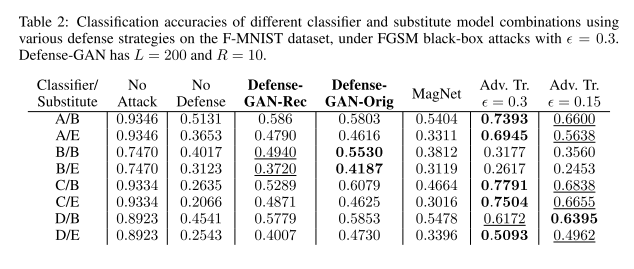 Table 2: Classification accuracies of different classifier and substitute model combinations using
various defense strategies on the F-MNIST dataset, under FGSM black-box attacks with ϵ = 0.3.
Defense-GAN has L = 200 and R = 10.
Classifier/ No No Defense- Defense- MagNet Adv. Tr. Adv. Tr.
Substitute Attack Defense GAN-Rec GAN-Orig ϵ = 0.3 ϵ = 0.15
A/B 0.9346 0.5131 0.586 0.5803 0.5404 0.7393 0.6600
A/E 0.9346 0.3653 0.4790 0.4616 0.3311 0.6945 0.5638
B/B 0.7470 0.4017 0.4940 0.5530 0.3812 0.3177 0.3560
B/E 0.7470 0.3123 0.3720 0.4187 0.3119 0.2617 0.2453
C/B 0.9334 0.2635 0.5289 0.6079 0.4664 0.7791 0.6838
C/E 0.9334 0.2066 0.4871 0.4625 0.3016 0.7504 0.6655
D/B 0.8923 0.4541 0.5779 0.5853 0.5478 0.6172 0.6395
D/E 0.8923 0.2543 0.4007 0.4730 0.3396 0.5093 0.4962